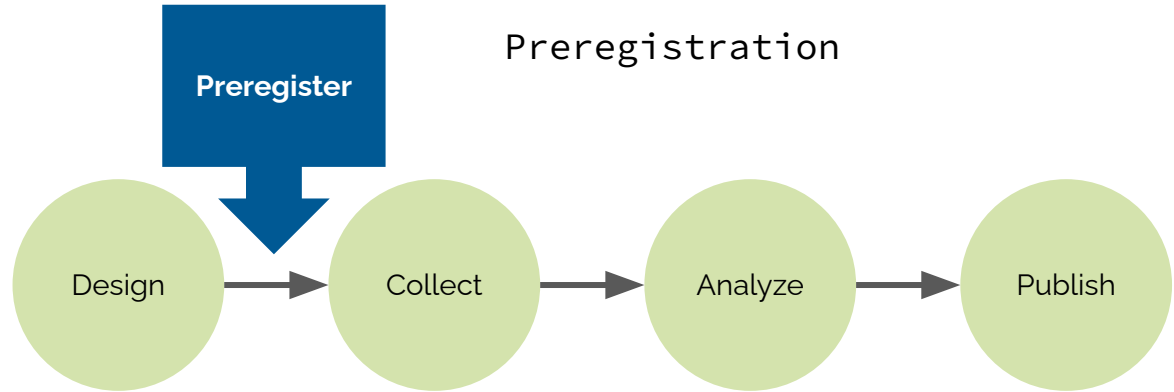 Preregistration
Preregister
Design
Collect
Analyze
Publish